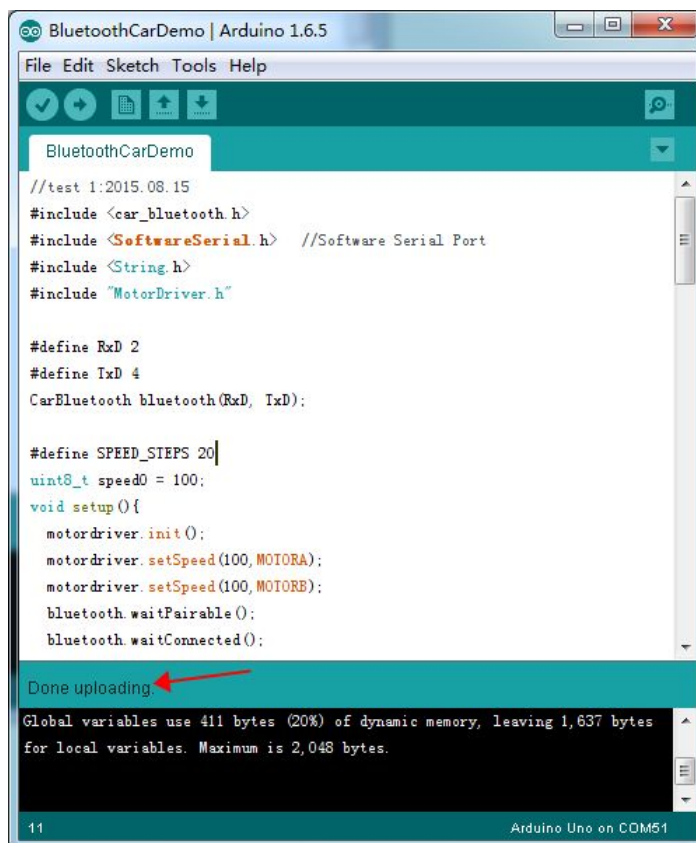 BluetoothCarDemo | Arduino 1.6.5
File Edit Sketch Tools Help
BluetoothCarDemo
//test 1:2015.08.15
#include <car_bluetooth.h>
#include <SoftwareSerial.h> //Software Serial Port
#include <String.h>
#include "MotorDriver.h"
#define RxD 2
#define TxD 4
CarBluetooth bluetooth(RxD, TxD);
#define SPEED_STEPS 20
uint8_t speed0 = 100;
void setup(){
motordriver.init();
motordriver.setSpeed(100,MOTORA);
motordriver.setSpeed(100,MOTORB);
bluetooth.waitPairable();
bluetooth.waitConnected();
Done uploading.
Global variables use 411 bytes (20%) of dynamic memory, leaving 1,637 bytes
for local variables. Maximum is 2,048 bytes.
11 Arduino Uno on COM51